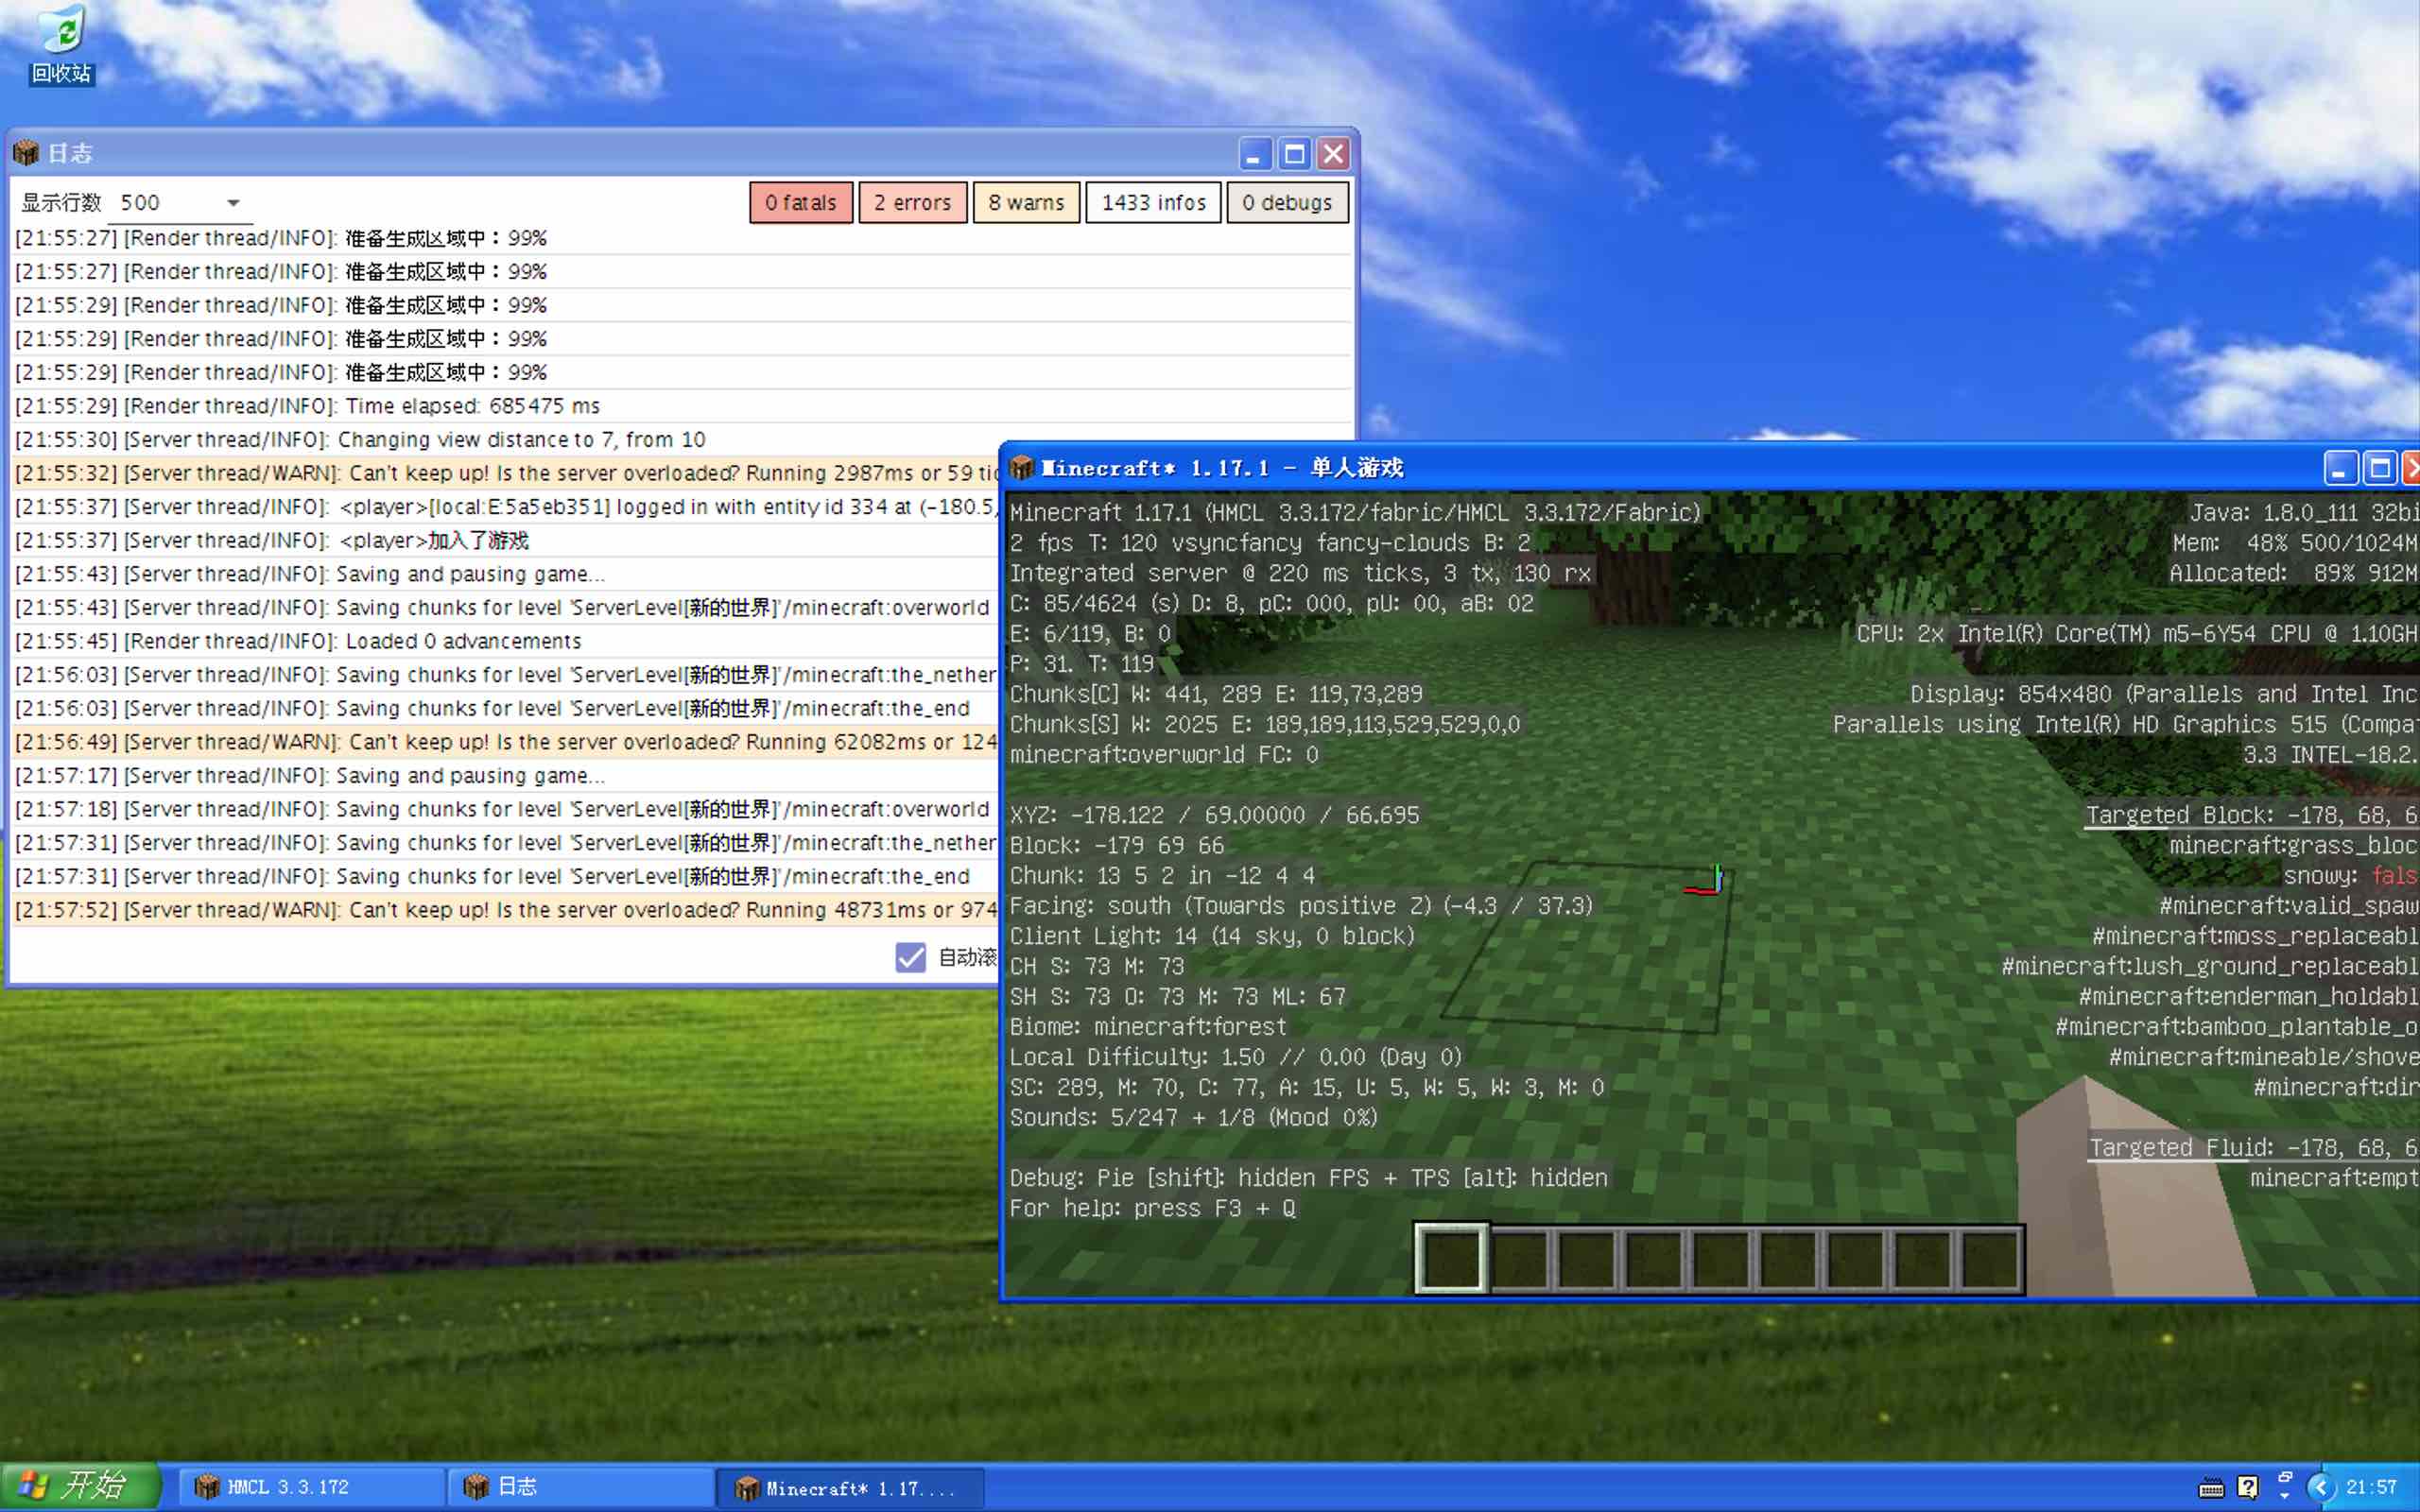 回收站
日志
显示行数 500
0 fatals
2 errors
8 warns
1433 infos
0 debugs
[21:55:27] [Render thread/INFO]: 准备生成区域中：99%
[21:55:27] [Render thread/INFO]: 准备生成区域中：99%
[21:55:29] [Render thread/INFO]: 准备生成区域中：99%
[21:55:29] [Render thread/INFO]: 准备生成区域中：99%
[21:55:29] [Render thread/INFO]: 准备生成区域中：99%
[21:55:29] [Render thread/INFO]: Time elapsed: 685475 ms
[21:55:30] [Server thread/INFO]: Changing view distance to 7, from 10
[21:55:32] [Server thread/WARN]: Can't keep up! Is the server overloaded? Running 2987ms or 59 tic
[21:55:37] [Server thread/INFO]: <player>[local:E:5a5eb351] logged in with entity id 334 at (-180.5,
[21:55:37] [Server thread/INFO]: <player>加入了游戏
[21:55:43] [Server thread/INFO]: Saving and pausing game...
[21:55:43] [Server thread/INFO]: Saving chunks for level 'ServerLevel[新的世界]'/minecraft:overworld
[21:55:45] [Render thread/INFO]: Loaded 0 advancements
[21:56:03] [Server thread/INFO]: Saving chunks for level 'ServerLevel[新的世界]'/minecraft:the_nether
[21:56:03] [Server thread/INFO]: Saving chunks for level 'ServerLevel[新的世界]'/minecraft:the_end
[21:56:49] [Server thread/WARN]: Can't keep up! Is the server overloaded? Running 62082ms or 124
[21:57:17] [Server thread/INFO]: Saving and pausing game...
[21:57:18] [Server thread/INFO]: Saving chunks for level 'ServerLevel[新的世界]'/minecraft:overworld
[21:57:31] [Server thread/INFO]: Saving chunks for level 'ServerLevel[新的世界]'/minecraft:the_nether
[21:57:31] [Server thread/INFO]: Saving chunks for level 'ServerLevel[新的世界]'/minecraft:the_end
[21:57:52] [Server thread/WARN]: Can't keep up! Is the server overloaded? Running 48731ms or 974
自动滚
Minecraft* 1.17.1 - 单人游戏
Minecraft 1.17.1 (HMCL 3.3.172/fabric/HMCL 3.3.172/Fabric)
2 fps T: 120 vsyncfancy fancy-clouds B: 2
Integrated server @ 220 ms ticks, 3 tx, 130 rx
C: 85/4624 (s) D: 8, pC: 000, pU: 00, aB: 02
E: 6/119, B: 0
P: 31. T: 119
Chunks[C] W: 441, 289 E: 119,73,289
Chunks[S] W: 2025 E: 189,189,113,529,529,0,0
minecraft:overworld FC: 0
XYZ: -178.122 / 69.00000 / 66.695
Block: -179 69 66
Chunk: 13 5 2 in -12 4 4
Facing: south (Towards positive Z) (-4.3 / 37.3)
Client Light: 14 (14 sky, 0 block)
CH S: 73 M: 73
SH S: 73 O: 73 M: 73 ML: 67
Biome: minecraft:forest
Local Difficulty: 1.50 // 0.00 (Day 0)
SC: 289, M: 70, C: 77, A: 15, U: 5, W: 5, W: 3, M: 0
Sounds: 5/247 + 1/8 (Mood 0%)
Debug: Pie [shift]: hidden FPS + TPS [alt]: hidden
For help: press F3 + Q
Java: 1.8.0_111 32bi
Mem: 48% 500/1024M
Allocated: 89% 912M
CPU: 2x Intel(R) Core(TM) m5-6Y54 CPU @ 1.10GH
Display: 854x480 (Parallels and Intel Inc
Parallels using Intel(R) HD Graphics 515 (Compa
3.3 INTEL-18.2.
Targeted Block: -178, 68, 6
minecraft:grass_bloc
snowy: fals
#minecraft:valid_spaw
#minecraft:moss_replaceabl
#minecraft:lush_ground_replaceabl
#minecraft:enderman_holdabl
#minecraft:bamboo_plantable_o
#minecraft:mineable/shove
#minecraft:dir
Targeted Fluid: -178, 68, 6
minecraft:empt
开始
HMCL 3.3.172
日志
Minecraft* 1.17....
21:57